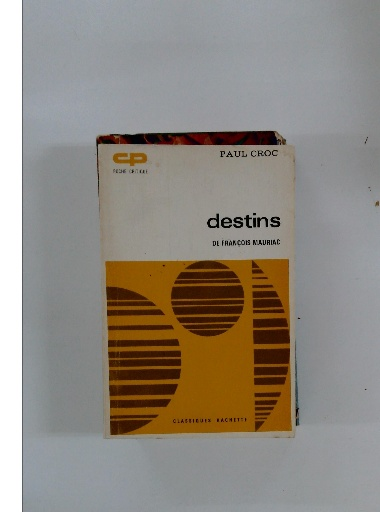 cp
PAUL CROC
destins
DE FRANÇOIS MAURIAC
CLASSIQUES HACHETTE